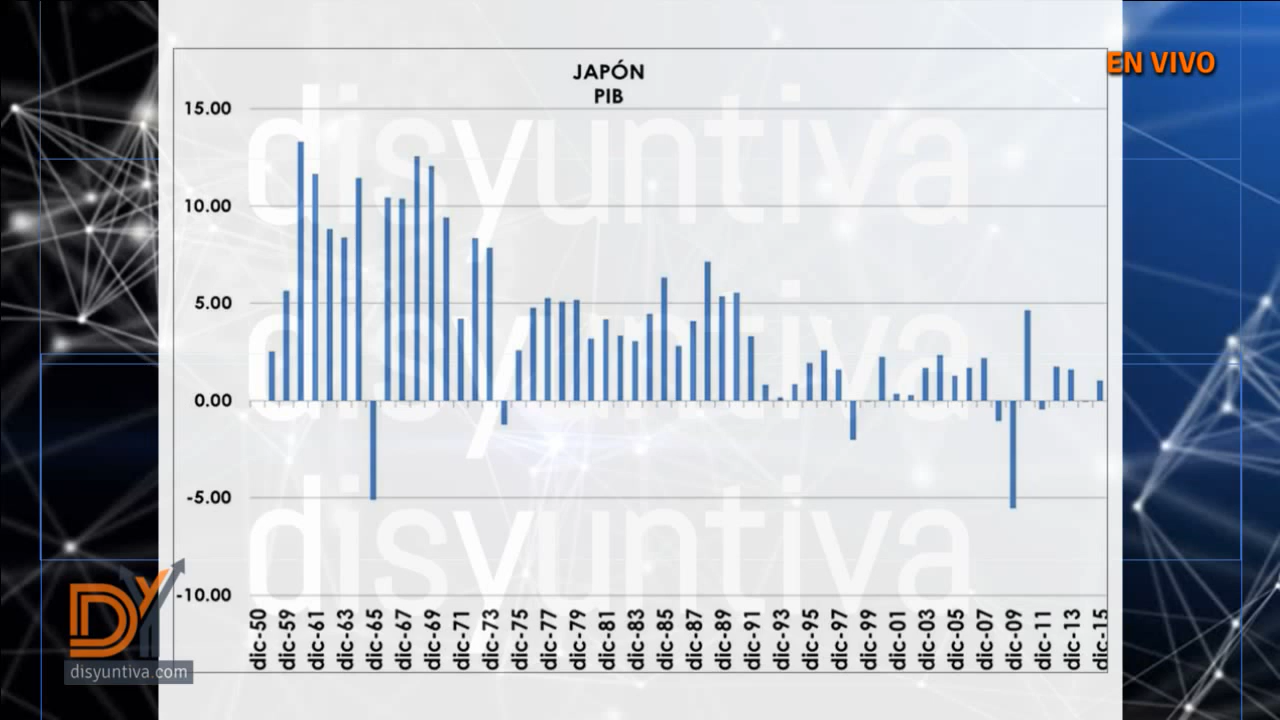 EN VIVO
JAPÓN
PIB
15.00
10.00
5.00
0.00
-5.00
-10.00
dic-50
dic-59
dic-61
dic-63
dic-65
dic-67
dic-69
dic-71
dic-73
dic-75
dic-77
dic-79
dic-81
dic-83
dic-85
dic-87
dic-89
dic-91
dic-93
dic-95
dic-97
dic-99
dic-01
dic-03
dic-05
dic-07
dic-09
dic-11
dic-13
dic-15
disyuntiva
disyuntiva
disyuntiva
DY
disyuntiva.com